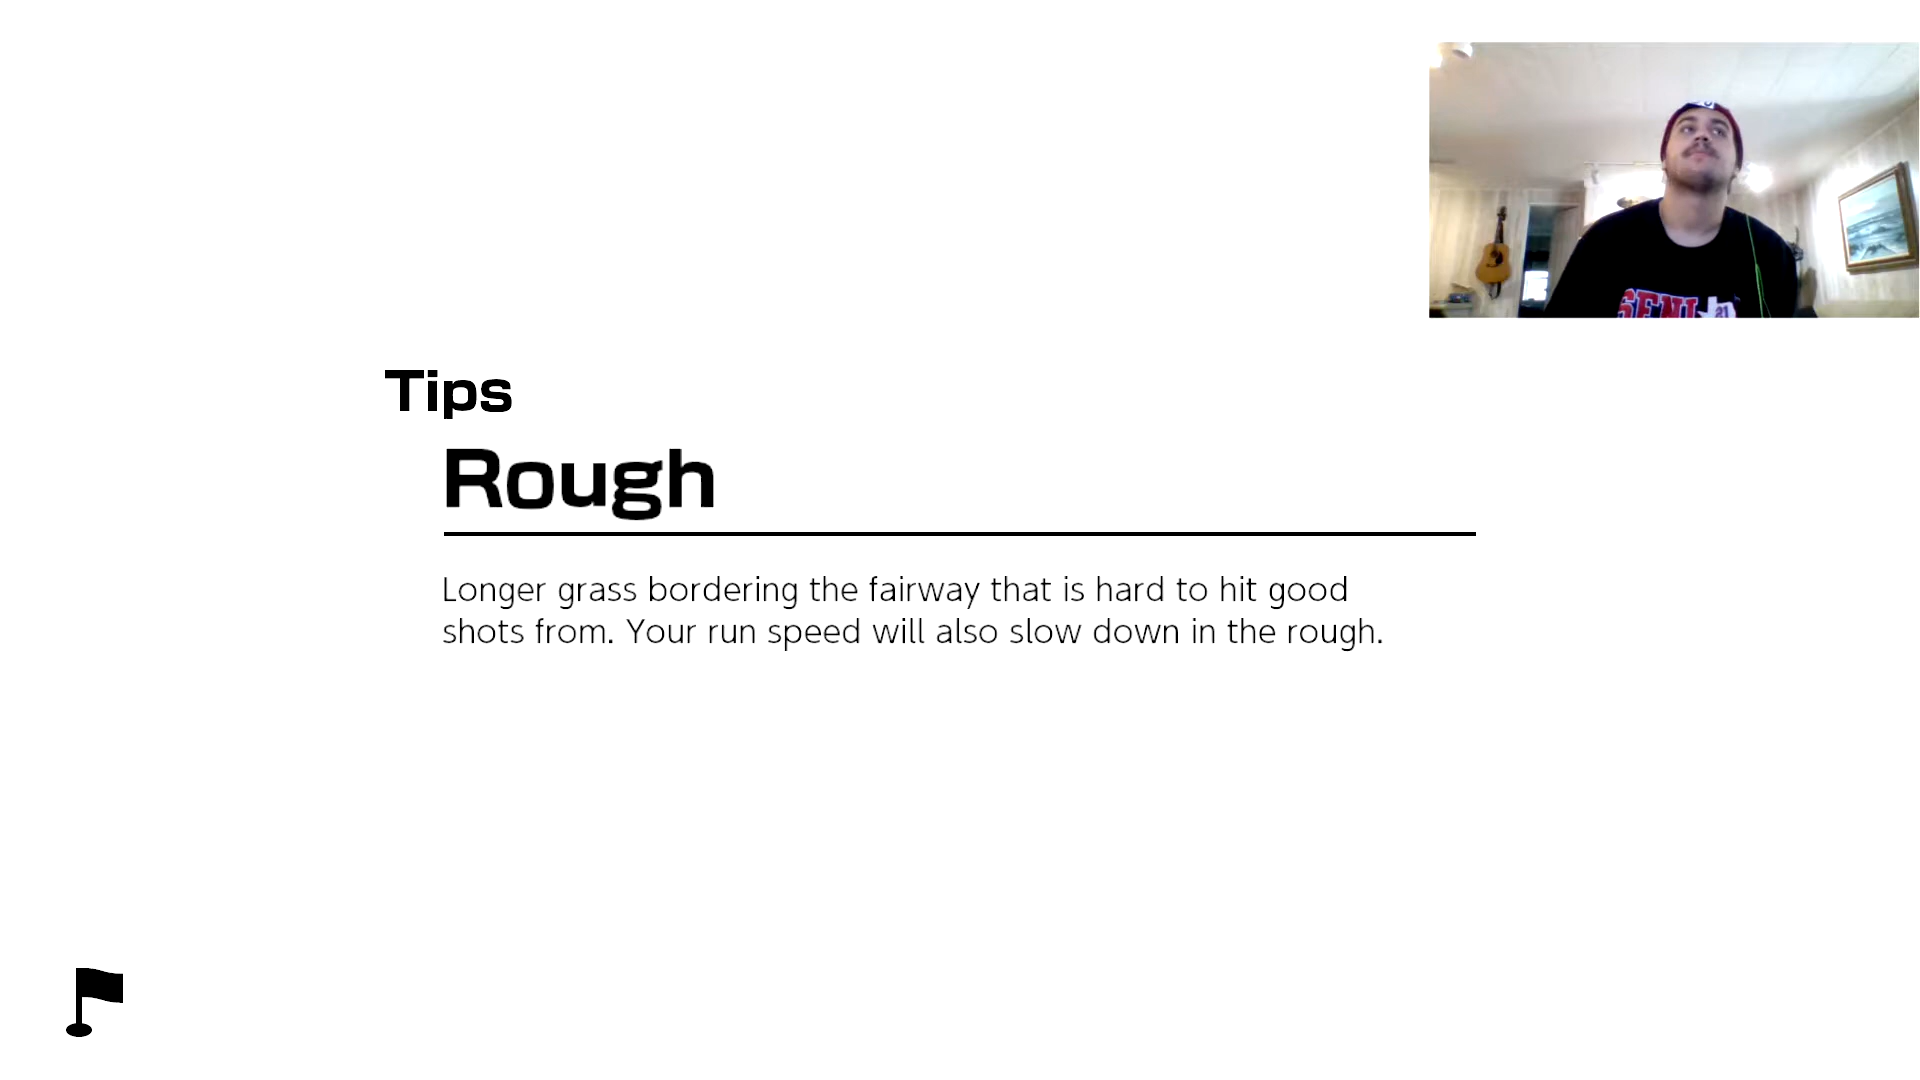 Tips
Rough
Longer grass bordering the fairway that is hard to hit good
shots from. Your run speed will also slow down in the rough.
21